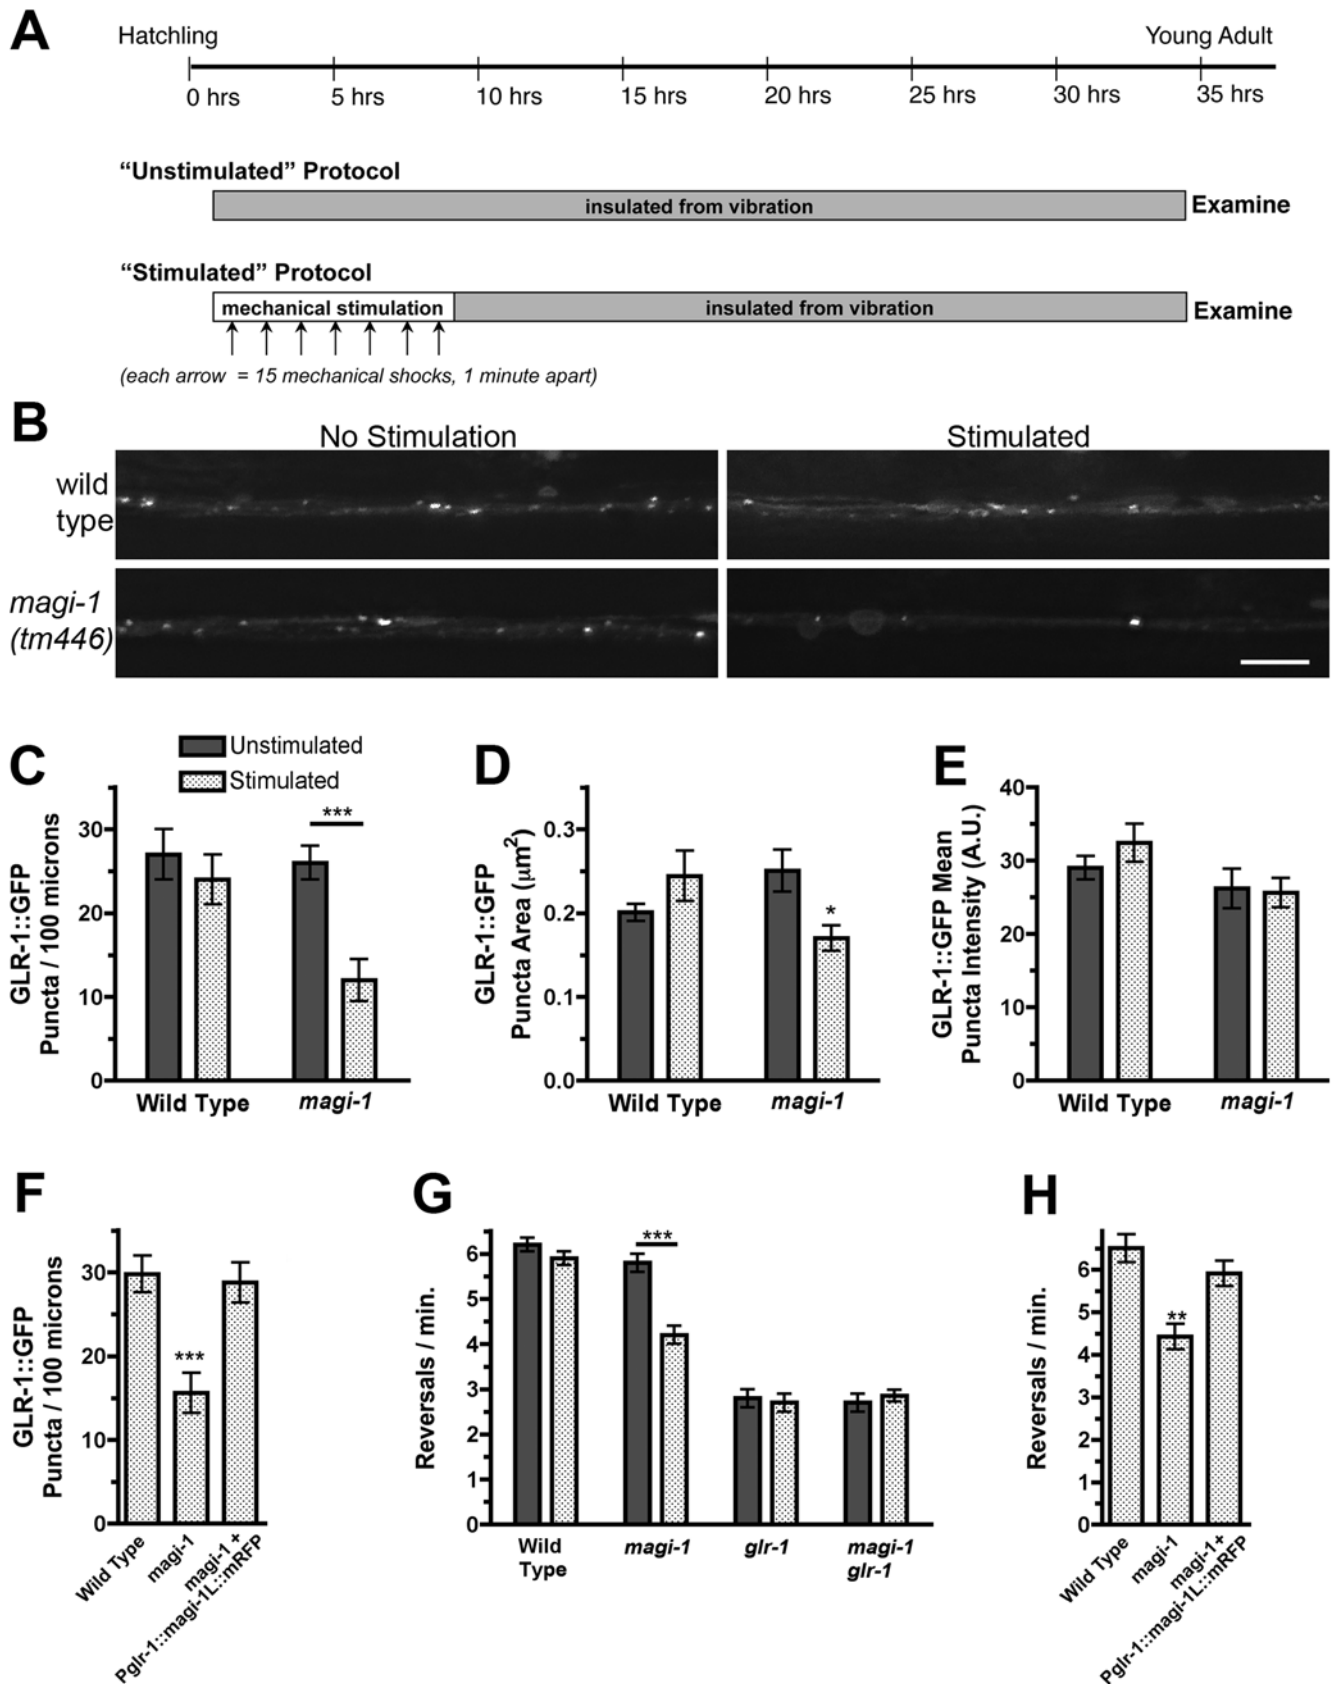 A
Hatchling
Young Adult
0 hrs 5 hrs 10 hrs 15 hrs 20 hrs 25 hrs 30 hrs 35 hrs
“Unstimulated” Protocol
insulated from vibration
Examine
“Stimulated” Protocol
mechanical stimulation
insulated from vibration
Examine
(each arrow = 15 mechanical shocks, 1 minute apart)
B
No Stimulation
Stimulated
wild
type
magi-1
(tm446)
C
Unstimulated
Stimulated
GLR-1::GFP
Puncta / 100 microns
30
20
10
0
***
Wild Type
magi-1
D
GLR-1::GFP
Puncta Area (μm²)
0.3
0.2
0.1
0.0
*
Wild Type
magi-1
E
GLR-1::GFP Mean
Puncta Intensity (A.U.)
40
30
20
10
0
Wild Type
magi-1
F
GLR-1::GFP
Puncta / 100 microns
30
20
10
0
***
Wild Type
magi-1
magi-1 +
Pglr-1::magi-1L::mRFP
G
Reversals / min.
6
5
4
3
2
1
0
***
Wild
Type
magi-1
glr-1
magi-1
glr-1
H
Reversals / min.
6
5
4
3
2
1
0
**
Wild Type
magi-1
magi-1+
Pglr-1::magi-1L::mRFP